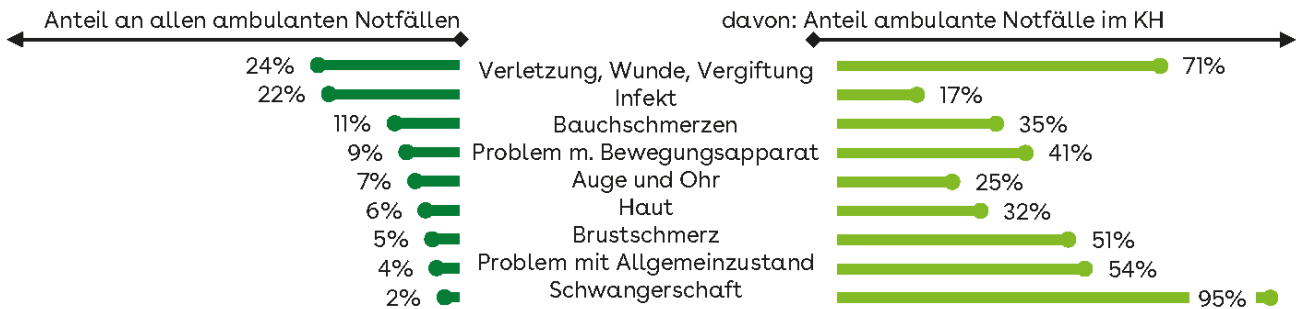 Anteil an allen ambulanten Notfällen davon: Anteil ambulante Notfälle im KH
24% Verletzung, Wunde, Vergiftung 71%
22% Infekt 17%
11% Bauchschmerzen 35%
9% Problem m. Bewegungsapparat 41%
7% Auge und Ohr 25%
6% Haut 32%
5% Brustschmerz 51%
4% Problem mit Allgemeinzustand 54%
2% Schwangerschaft 95%